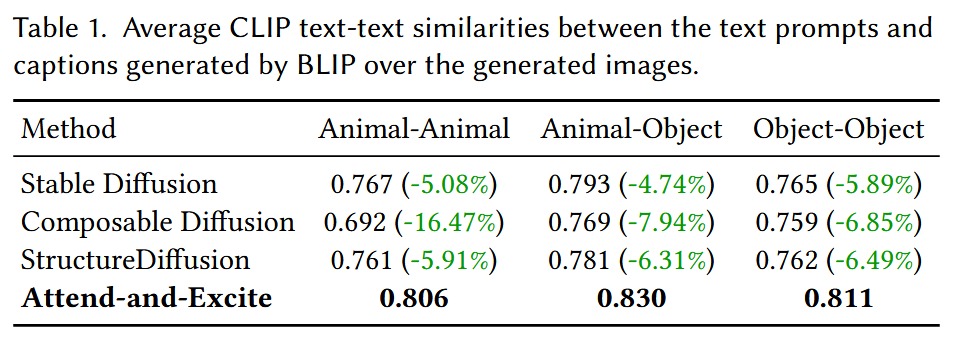 Table 1. Average CLIP text-text similarities between the text prompts and
captions generated by BLIP over the generated images.
Method Animal-Animal Animal-Object Object-Object
Stable Diffusion 0.767 (-5.08%) 0.793 (-4.74%) 0.765 (-5.89%)
Composable Diffusion 0.692 (-16.47%) 0.769 (-7.94%) 0.759 (-6.85%)
StructureDiffusion 0.761 (-5.91%) 0.781 (-6.31%) 0.762 (-6.49%)
Attend-and-Excite 0.806 0.830 0.811